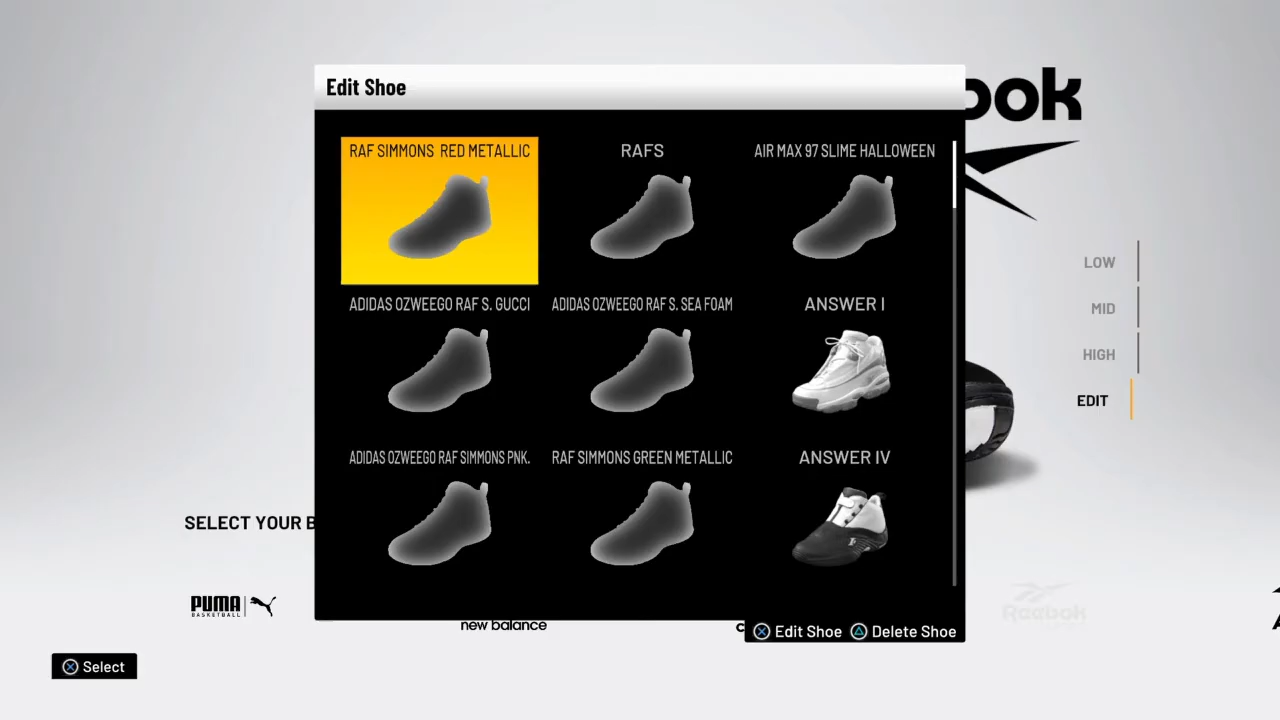 Edit Shoe
ook
RAF SIMMONS RED METALLIC
RAFS
AIR MAX 97 SLIME HALLOWEEN
LOW
ADIDAS OZWEEGO RAF S. GUCCI
ADIDAS OZWEEGO RAF S. SEA FOAM
ANSWER I
MID
HIGH
EDIT
ADIDAS OZWEEGO RAF SIMMONS PNK.
RAF SIMMONS GREEN METALLIC
ANSWER IV
SELECT YOUR B
PUMA
BASKETBALL
new balance
Reebok
Edit Shoe
Delete Shoe
Select